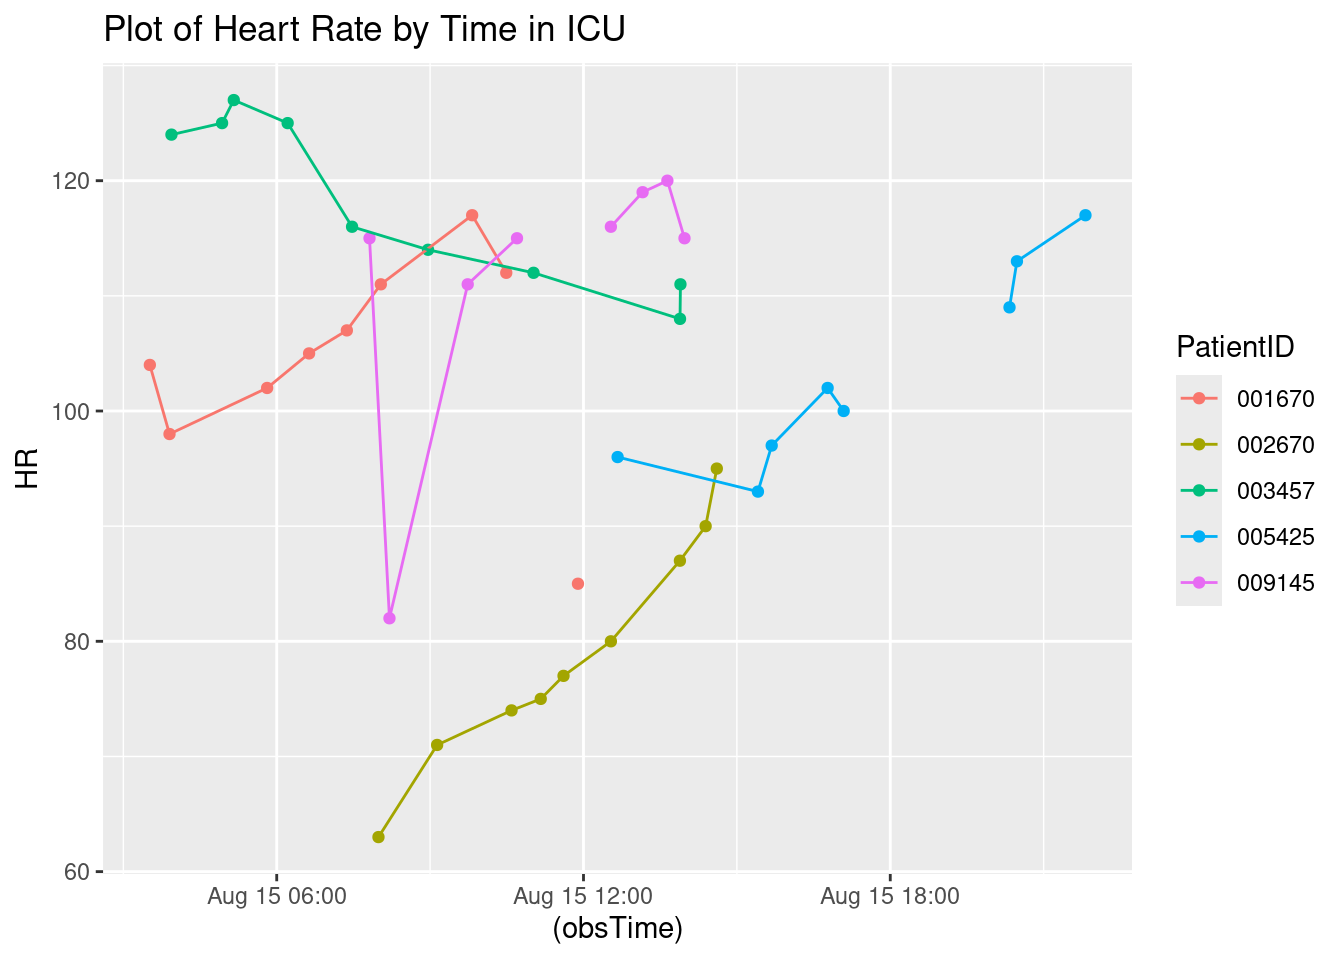 Plot of Heart Rate by Time in ICU
120
100
80
60
HR
Aug 15 06:00
Aug 15 12:00
Aug 15 18:00
(obsTime)
PatientID
001670
002670
003457
005425
009145